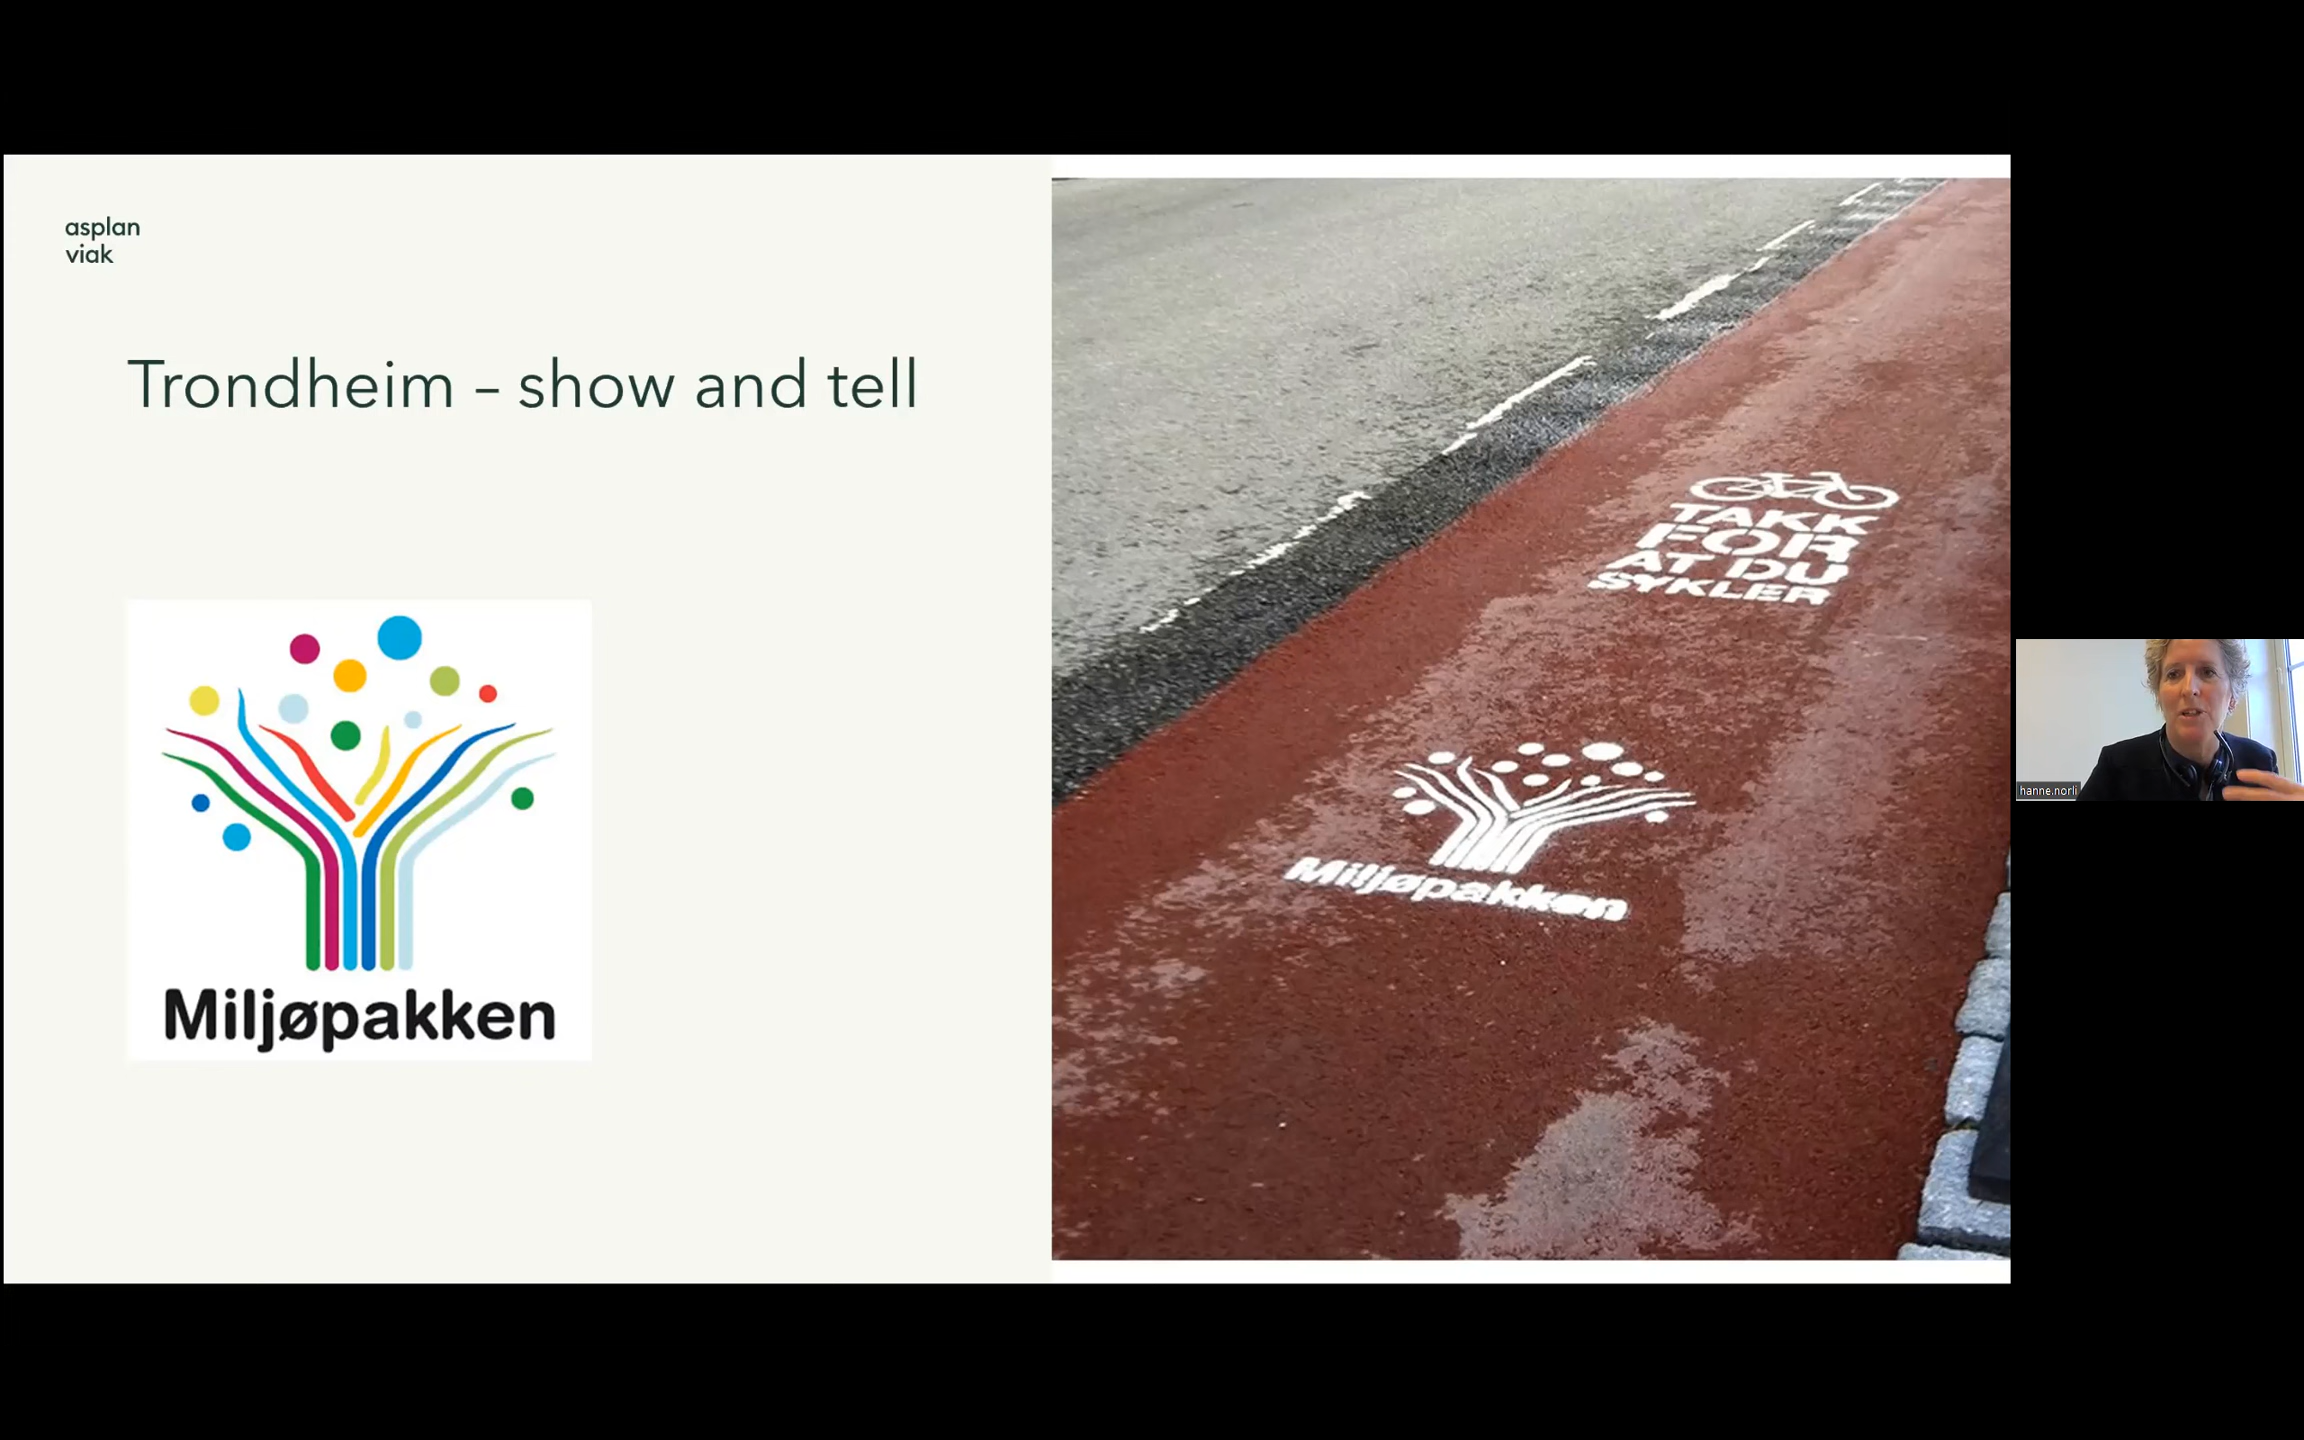 asplan
viak
Trondheim – show and tell
Miljøpakken
TAKK
FOR
AT DU
SYKLER
Miljøpakken
hanne.norli